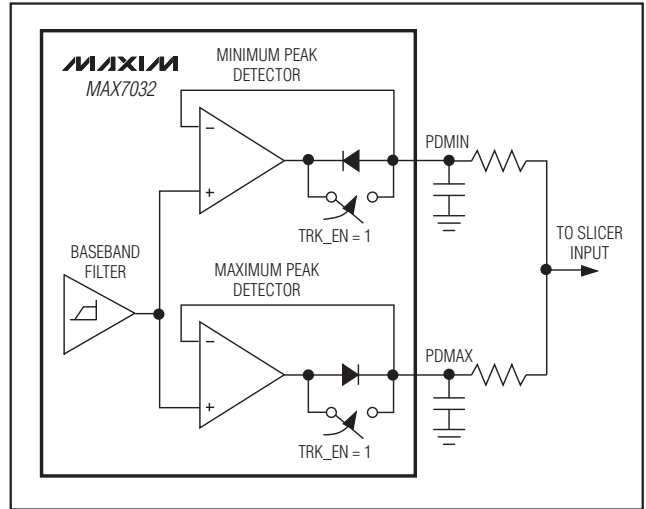 MAXIM
MAX7032
MINIMUM PEAK
DETECTOR
−
+
TRK_EN = 1
PDMIN
TO SLICER
INPUT
BASEBAND
FILTER
MAXIMUM PEAK
DETECTOR
−
+
TRK_EN = 1
PDMAX